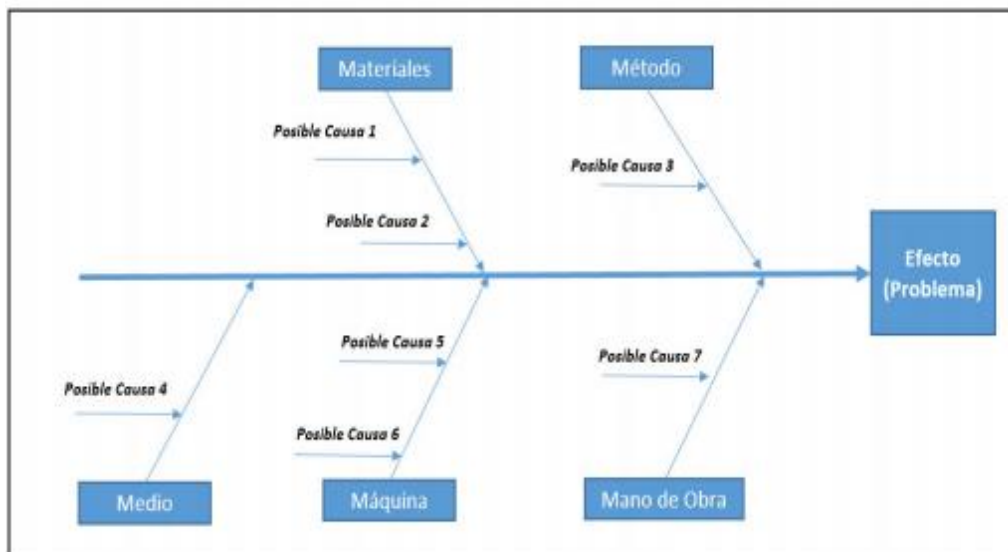 Materiales
Método
Posible Causa 1
Posible Causa 3
Posible Causa 2
Efecto
(Problema)
Posible Causa 5
Posible Causa 7
Posible Causa 4
Posible Causa 6
Medio
Máquina
Mano de Obra